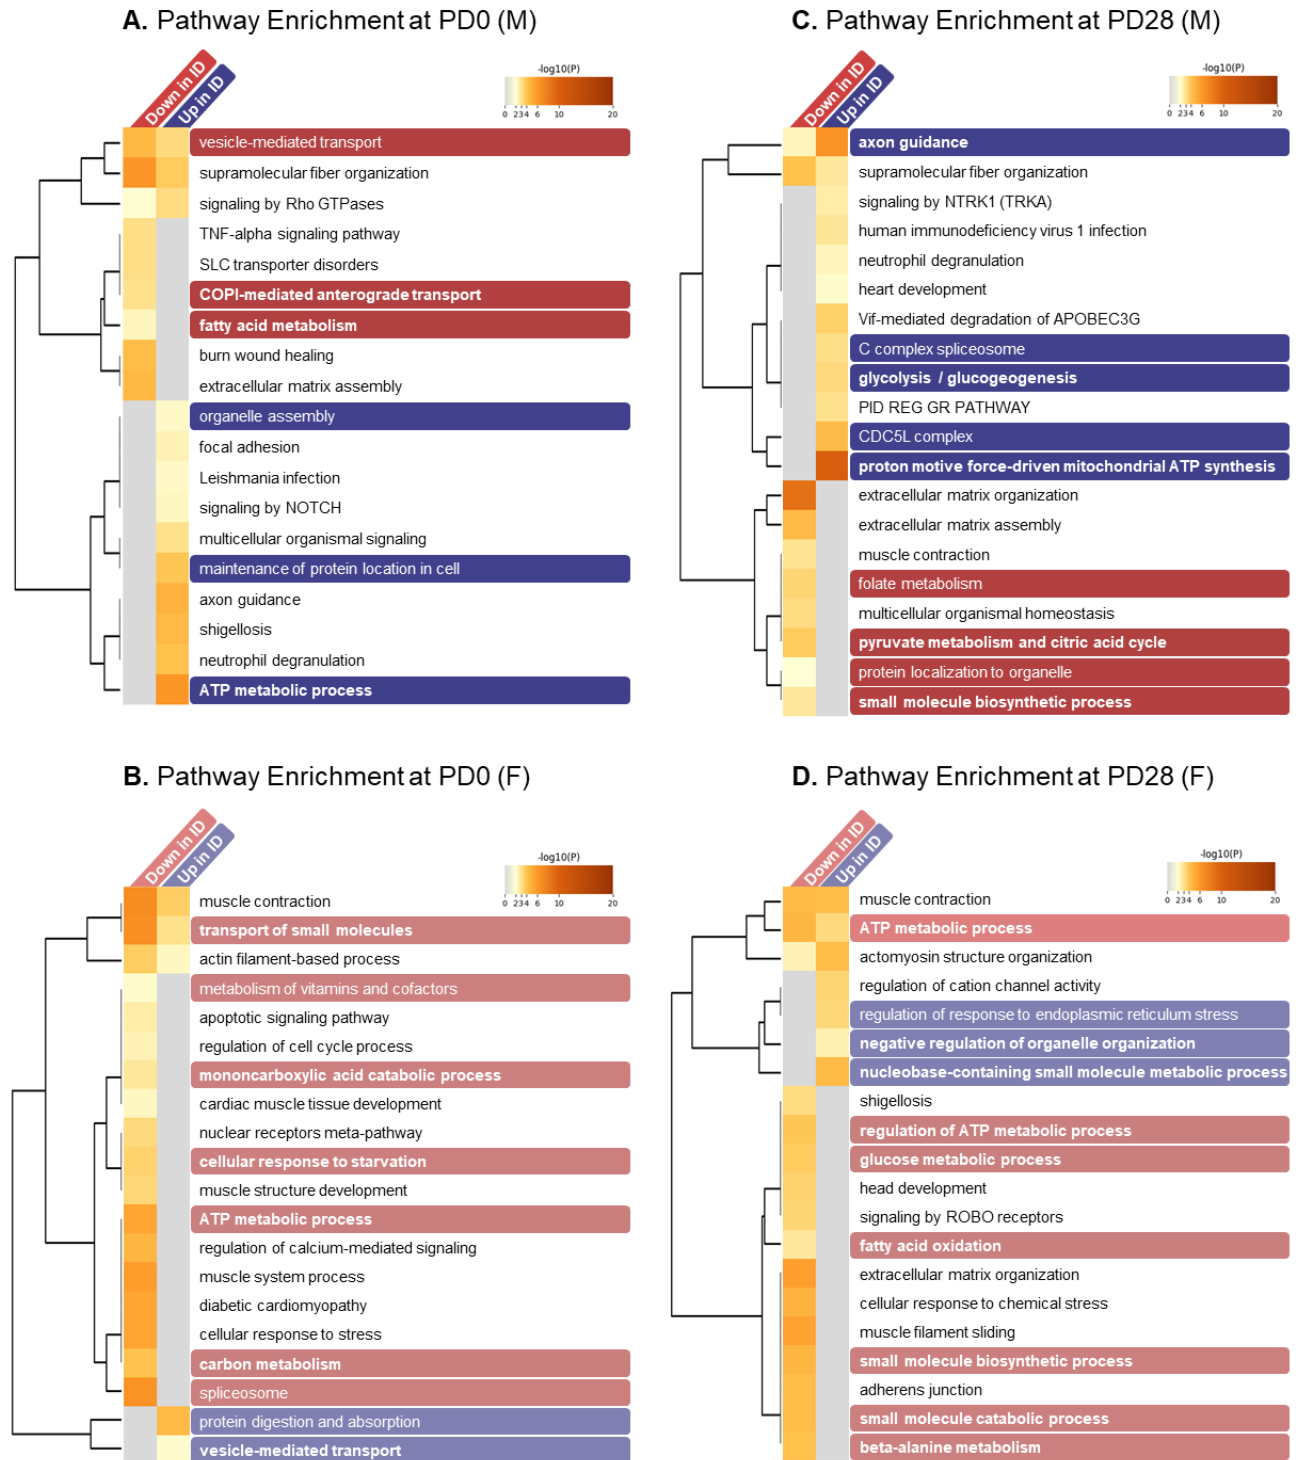 A. Pathway Enrichment at PD0 (M)
Down in ID
Up in ID
-log10(P)
0 2 3 4 6 10 20
vesicle-mediated transport
supramolecular fiber organization
signaling by Rho GTPases
TNF-alpha signaling pathway
SLC transporter disorders
COPI-mediated anterograde transport
fatty acid metabolism
burn wound healing
extracellular matrix assembly
organelle assembly
focal adhesion
Leishmania infection
signaling by NOTCH
multicellular organismal signaling
maintenance of protein location in cell
axon guidance
shigellosis
neutrophil degranulation
ATP metabolic process
B. Pathway Enrichment at PD0 (F)
Down in ID
Up in ID
-log10(P)
0 2 3 4 6 10 20
muscle contraction
transport of small molecules
actin filament-based process
metabolism of vitamins and cofactors
apoptotic signaling pathway
regulation of cell cycle process
mononcarboxylic acid catabolic process
cardiac muscle tissue development
nuclear receptors meta-pathway
cellular response to starvation
muscle structure development
ATP metabolic process
regulation of calcium-mediated signaling
muscle system process
diabetic cardiomyopathy
cellular response to stress
carbon metabolism
spliceosome
protein digestion and absorption
vesicle-mediated transport
C. Pathway Enrichment at PD28 (M)
Down in ID
Up in ID
-log10(P)
0 2 3 4 6 10 20
axon guidance
supramolecular fiber organization
signaling by NTRK1 (TRKA)
human immunodeficiency virus 1 infection
neutrophil degranulation
heart development
Vif-mediated degradation of APOBEC3G
C complex spliceosome
glycolysis / glucogeogenesis
PID REG GR PATHWAY
CDC5L complex
proton motive force-driven mitochondrial ATP synthesis
extracellular matrix organization
extracellular matrix assembly
muscle contraction
folate metabolism
multicellular organismal homeostasis
pyruvate metabolism and citric acid cycle
protein localization to organelle
small molecule biosynthetic process
D. Pathway Enrichment at PD28 (F)
Down in ID
Up in ID
-log10(P)
0 2 3 4 6 10 20
muscle contraction
ATP metabolic process
actomyosin structure organization
regulation of cation channel activity
regulation of response to endoplasmic reticulum stress
negative regulation of organelle organization
nucleobase-containing small molecule metabolic process
shigellosis
regulation of ATP metabolic process
glucose metabolic process
head development
signaling by ROBO receptors
fatty acid oxidation
extracellular matrix organization
cellular response to chemical stress
muscle filament sliding
small molecule biosynthetic process
adherens junction
small molecule catabolic process
beta-alanine metabolism